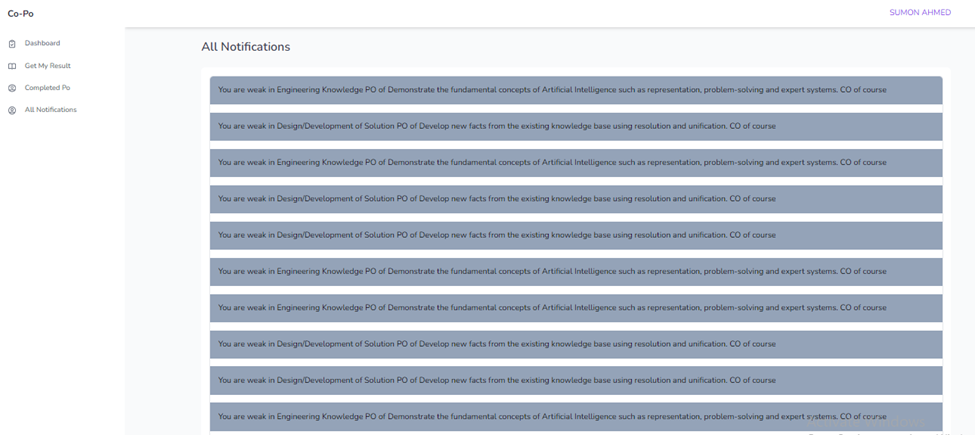 Co-Po
SUMON AHMED
Dashboard
Get My Result
Completed Po
All Notifications
All Notifications
You are weak in Engineering Knowledge PO of Demonstrate the fundamental concepts of Artificial Intelligence such as representation, problem-solving and expert systems. CO of course
You are weak in Design/Development of Solution PO of Develop new facts from the existing knowledge base using resolution and unification. CO of course
You are weak in Engineering Knowledge PO of Demonstrate the fundamental concepts of Artificial Intelligence such as representation, problem-solving and expert systems. CO of course
You are weak in Design/Development of Solution PO of Develop new facts from the existing knowledge base using resolution and unification. CO of course
You are weak in Design/Development of Solution PO of Develop new facts from the existing knowledge base using resolution and unification. CO of course
You are weak in Engineering Knowledge PO of Demonstrate the fundamental concepts of Artificial Intelligence such as representation, problem-solving and expert systems. CO of course
You are weak in Engineering Knowledge PO of Demonstrate the fundamental concepts of Artificial Intelligence such as representation, problem-solving and expert systems. CO of course
You are weak in Design/Development of Solution PO of Develop new facts from the existing knowledge base using resolution and unification. CO of course
You are weak in Design/Development of Solution PO of Develop new facts from the existing knowledge base using resolution and unification. CO of course
You are weak in Engineering Knowledge PO of Demonstrate the fundamental concepts of Artificial Intelligence such as representation, problem-solving and expert systems. CO of course